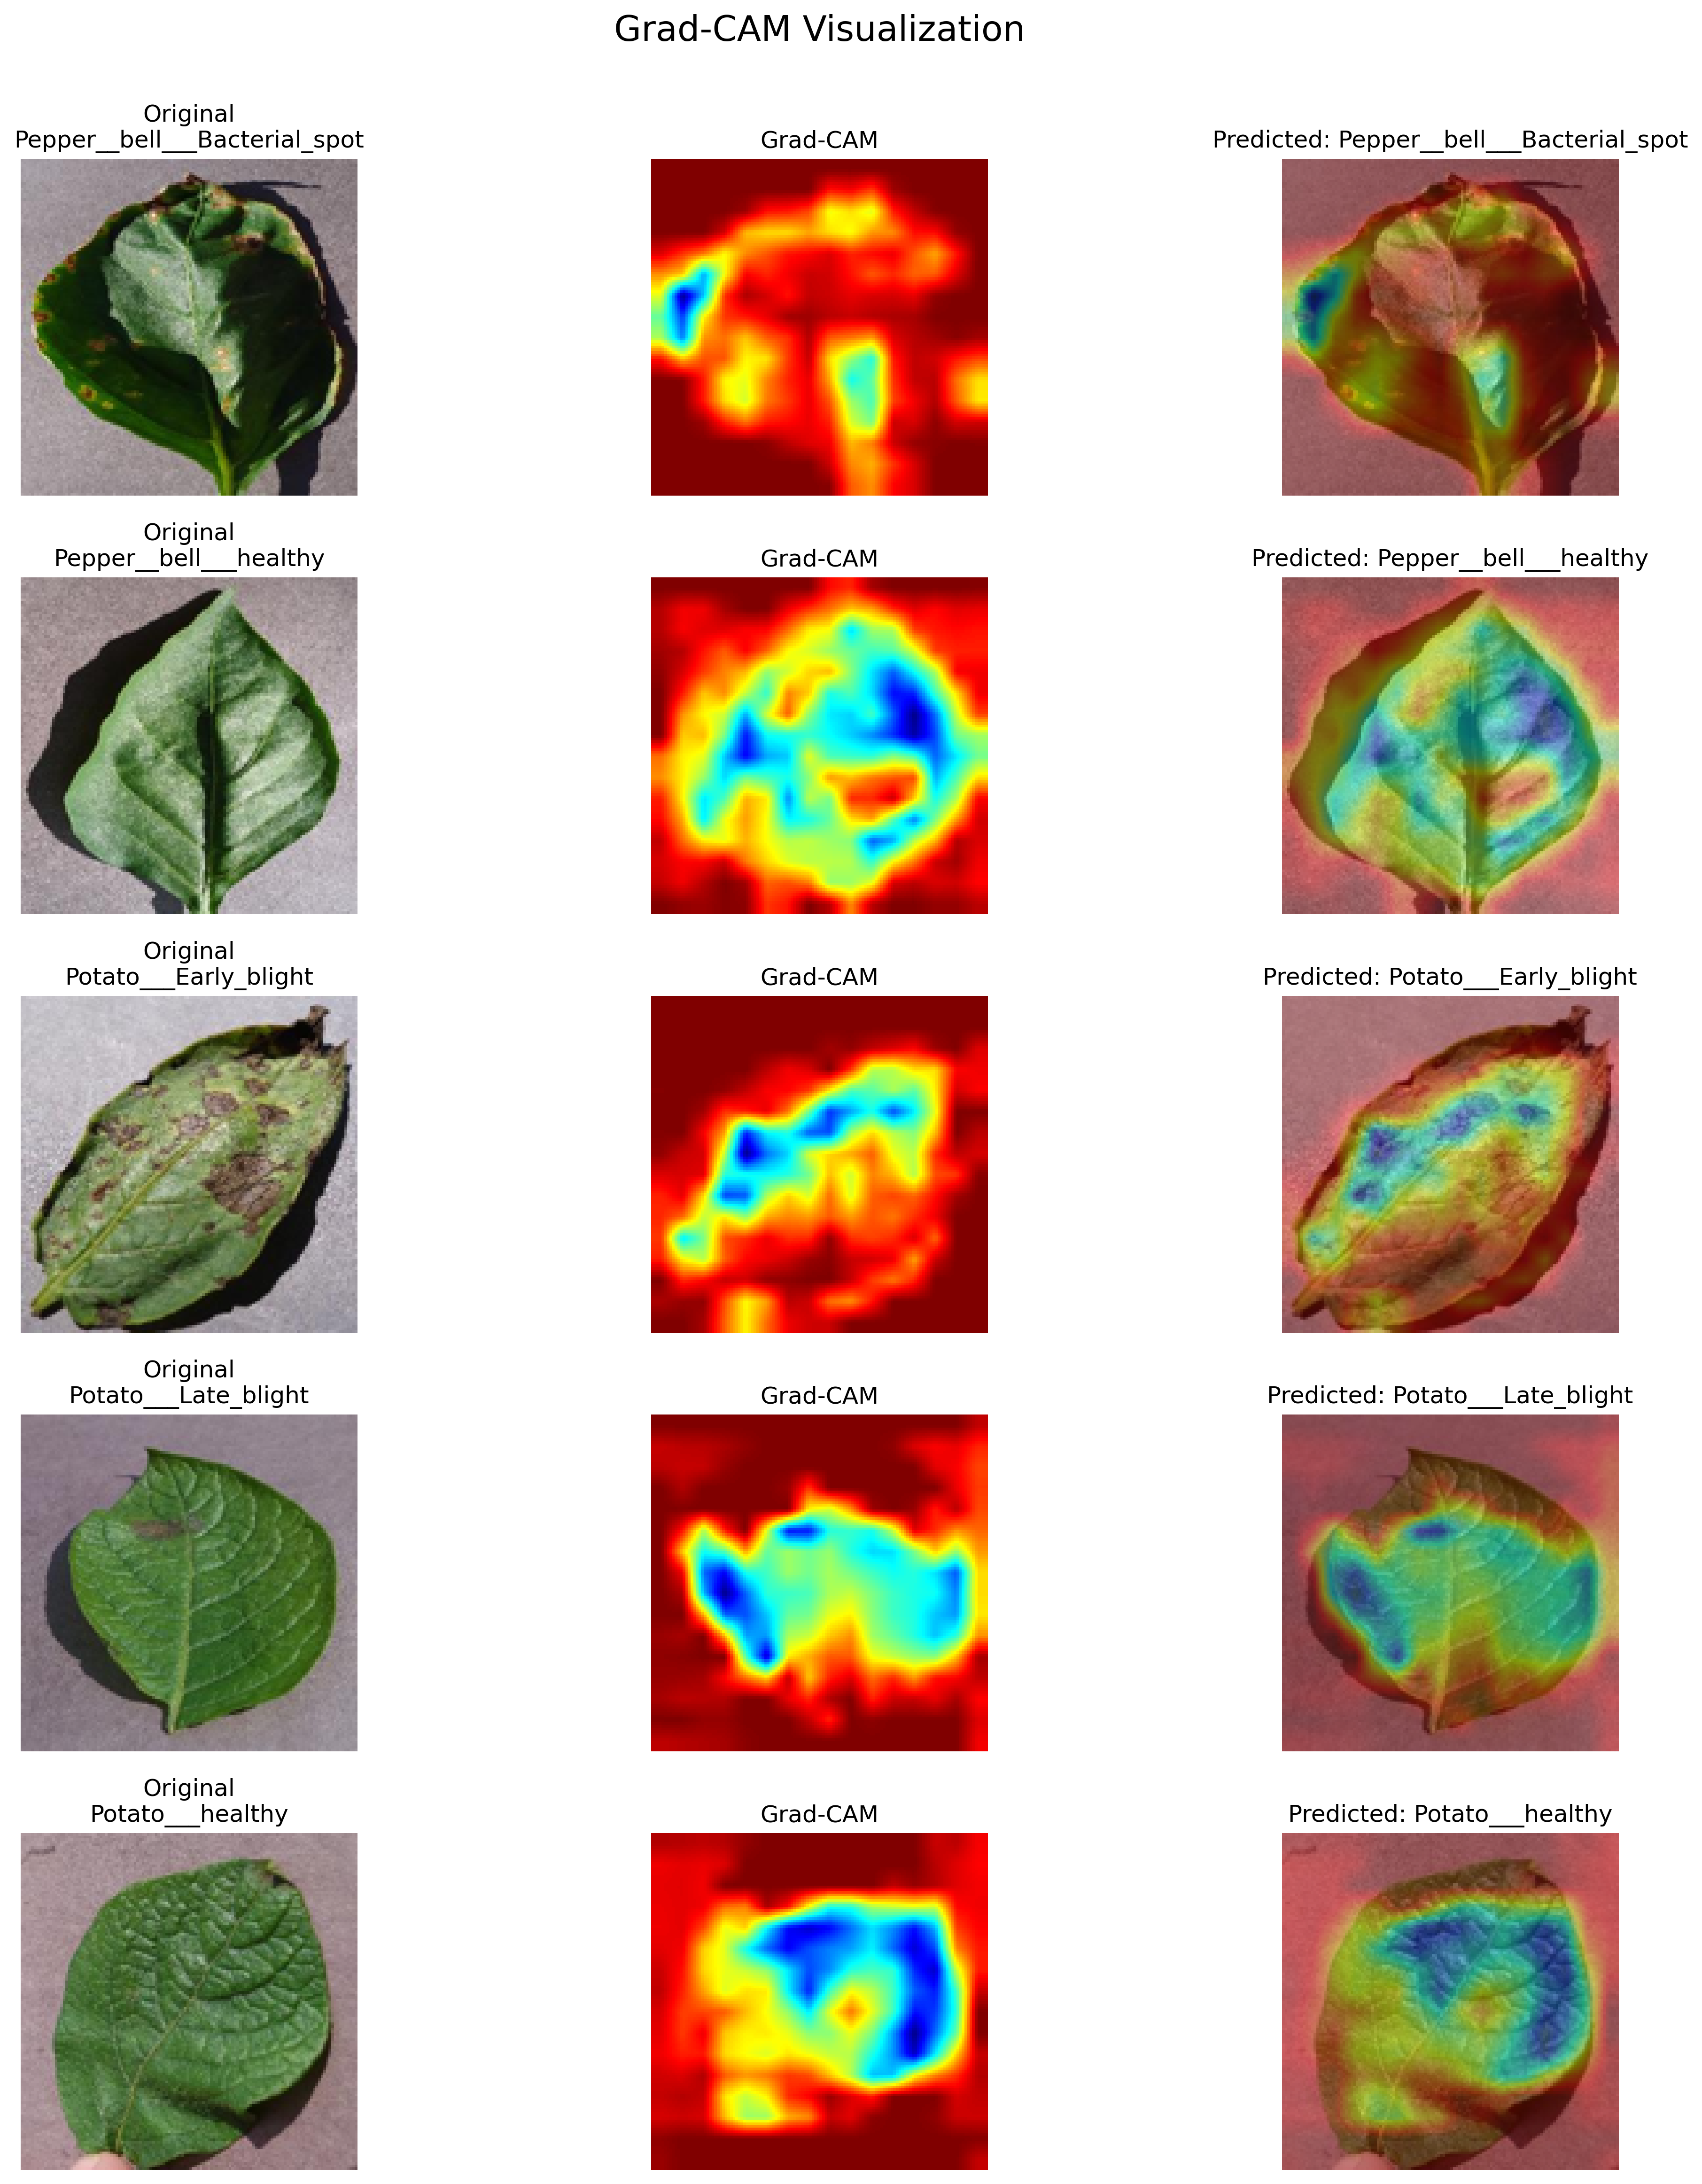 Grad-CAM Visualization
Original
Pepper__bell___Bacterial_spot
Grad-CAM
Predicted: Pepper__bell___Bacterial_spot
Original
Pepper__bell___healthy
Grad-CAM
Predicted: Pepper__bell___healthy
Original
Potato___Early_blight
Grad-CAM
Predicted: Potato___Early_blight
Original
Potato___Late_blight
Grad-CAM
Predicted: Potato___Late_blight
Original
Potato___healthy
Grad-CAM
Predicted: Potato___healthy